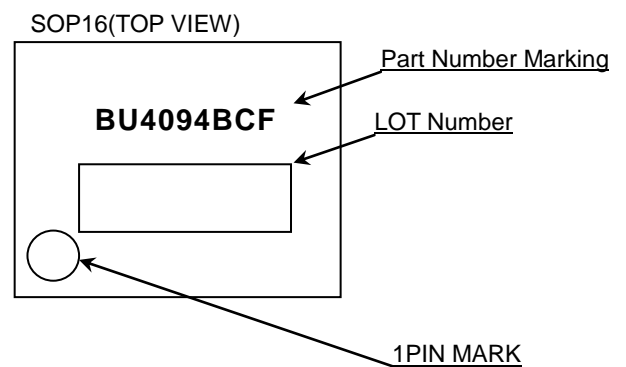 SOP16(TOP VIEW)
Part Number Marking
BU4094BCF
LOT Number
1PIN MARK